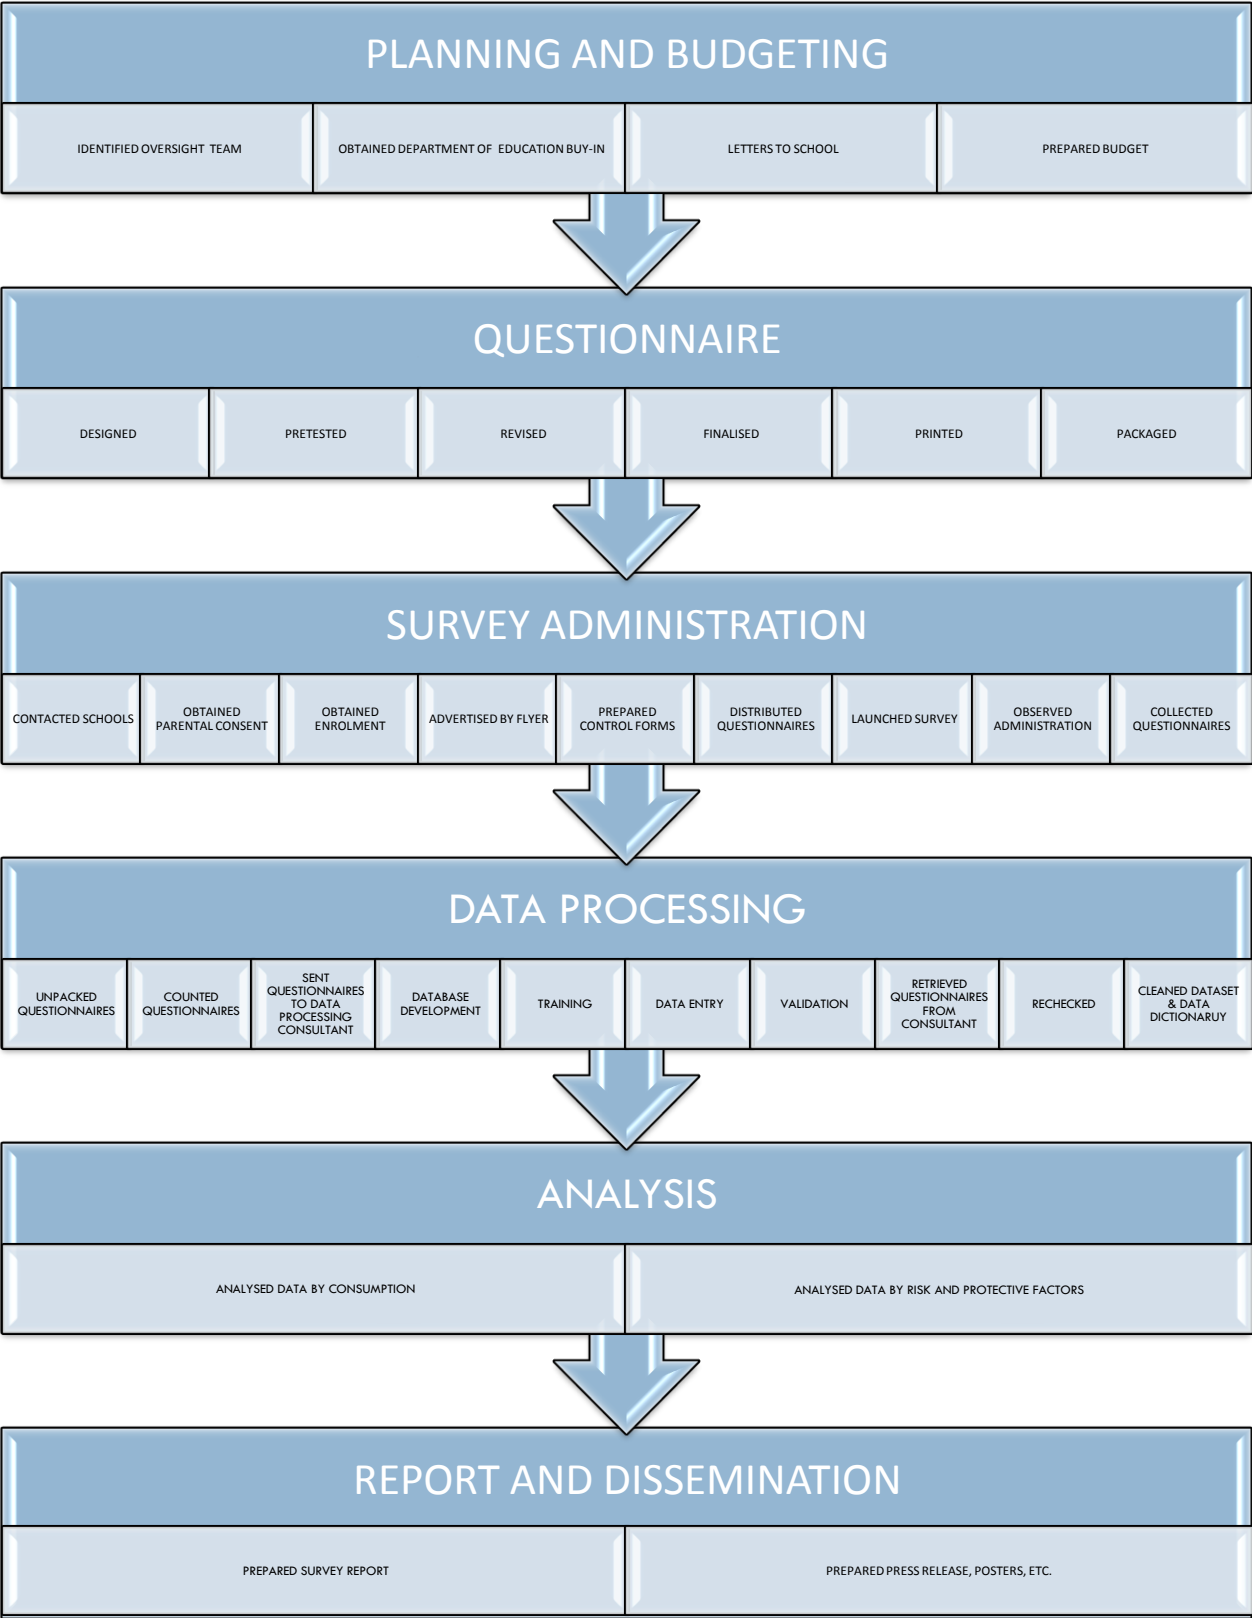 PLANNING AND BUDGETING
IDENTIFIED OVERSIGHT TEAM
OBTAINED DEPARTMENT OF EDUCATION BUY-IN
LETTERS TO SCHOOL
PREPARED BUDGET
QUESTIONNAIRE
DESIGNED
PRETESTED
REVISED
FINALISED
PRINTED
PACKAGED
SURVEY ADMINISTRATION
CONTACTED SCHOOLS
OBTAINED
PARENTAL CONSENT
OBTAINED
ENROLMENT
ADVERTISED BY FLYER
PREPARED
CONTROL FORMS
DISTRIBUTED
QUESTIONNAIRES
LAUNCHED SURVEY
OBSERVED
ADMINISTRATION
COLLECTED
QUESTIONNAIRES
DATA PROCESSING
UNPACKED
QUESTIONNAIRES
COUNTED
QUESTIONNAIRES
SENT
QUESTIONNAIRES
TO DATA
PROCESSING
CONSULTANT
DATABASE
DEVELOPMENT
TRAINING
DATA ENTRY
VALIDATION
RETRIEVED
QUESTIONNAIRES
FROM
CONSULTANT
RECHECKED
CLEANED DATASET
& DATA
DICTIONARUY
ANALYSIS
ANALYSED DATA BY CONSUMPTION
ANALYSED DATA BY RISK AND PROTECTIVE FACTORS
REPORT AND DISSEMINATION
PREPARED SURVEY REPORT
PREPARED PRESS RELEASE, POSTERS, ETC.